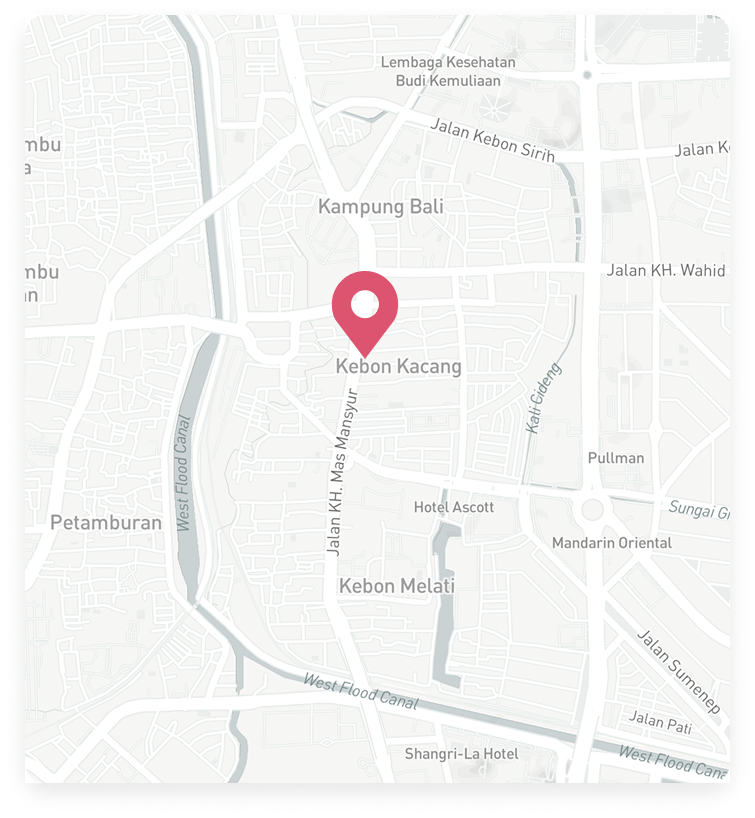 Lembaga Kesehatan
Budi Kemuliaan
Jalan Kebon Sirih
mbu
a
Jalan K
Kampung Bali
mbu
n
Jalan KH. Wahid
Kebon Kacang
Kali Cideng
Jalan KH. Mas Mansyur
West Flood Canal
Pullman
Hotel Ascott
Sungai G
Petamburan
Mandarin Oriental
Kebon Melati
Jalan Sumenep
West Flood Canal
Jalan Pati
Shangri-La Hotel
West Flood Cana